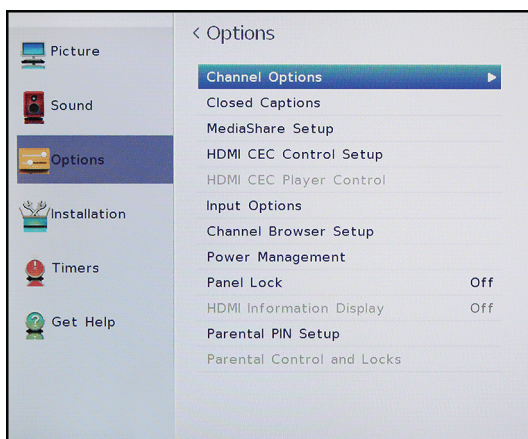 Picture
Sound
Options
Installation
Timers
Get Help
< Options
Channel Options
Closed Captions
MediaShare Setup
HDMI CEC Control Setup
HDMI CEC Player Control
Input Options
Channel Browser Setup
Power Management
Panel Lock Off
HDMI Information Display Off
Parental PIN Setup
Parental Control and Locks